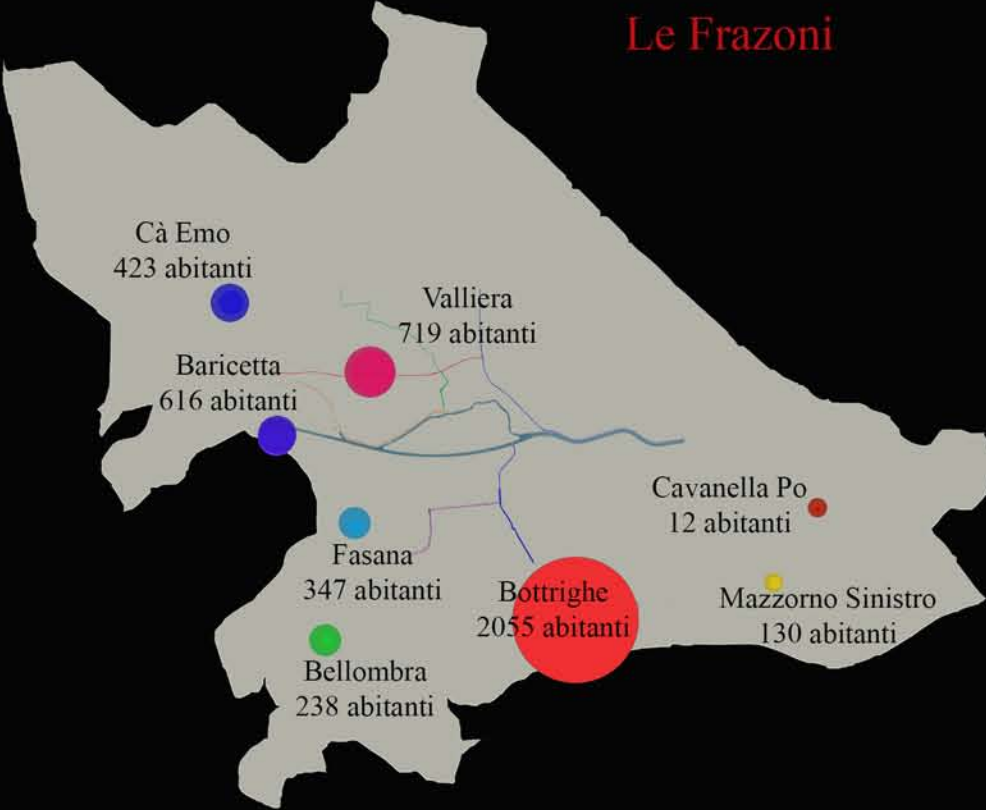 Le Frazoni
Cà Emo
423 abitanti
Valliera
719 abitanti
Baricetta
616 abitanti
Cavanella Po
12 abitanti
Fasana
347 abitanti
Bottrighe
2055 abitanti
Mazzorno Sinistro
130 abitanti
Bellombra
238 abitanti